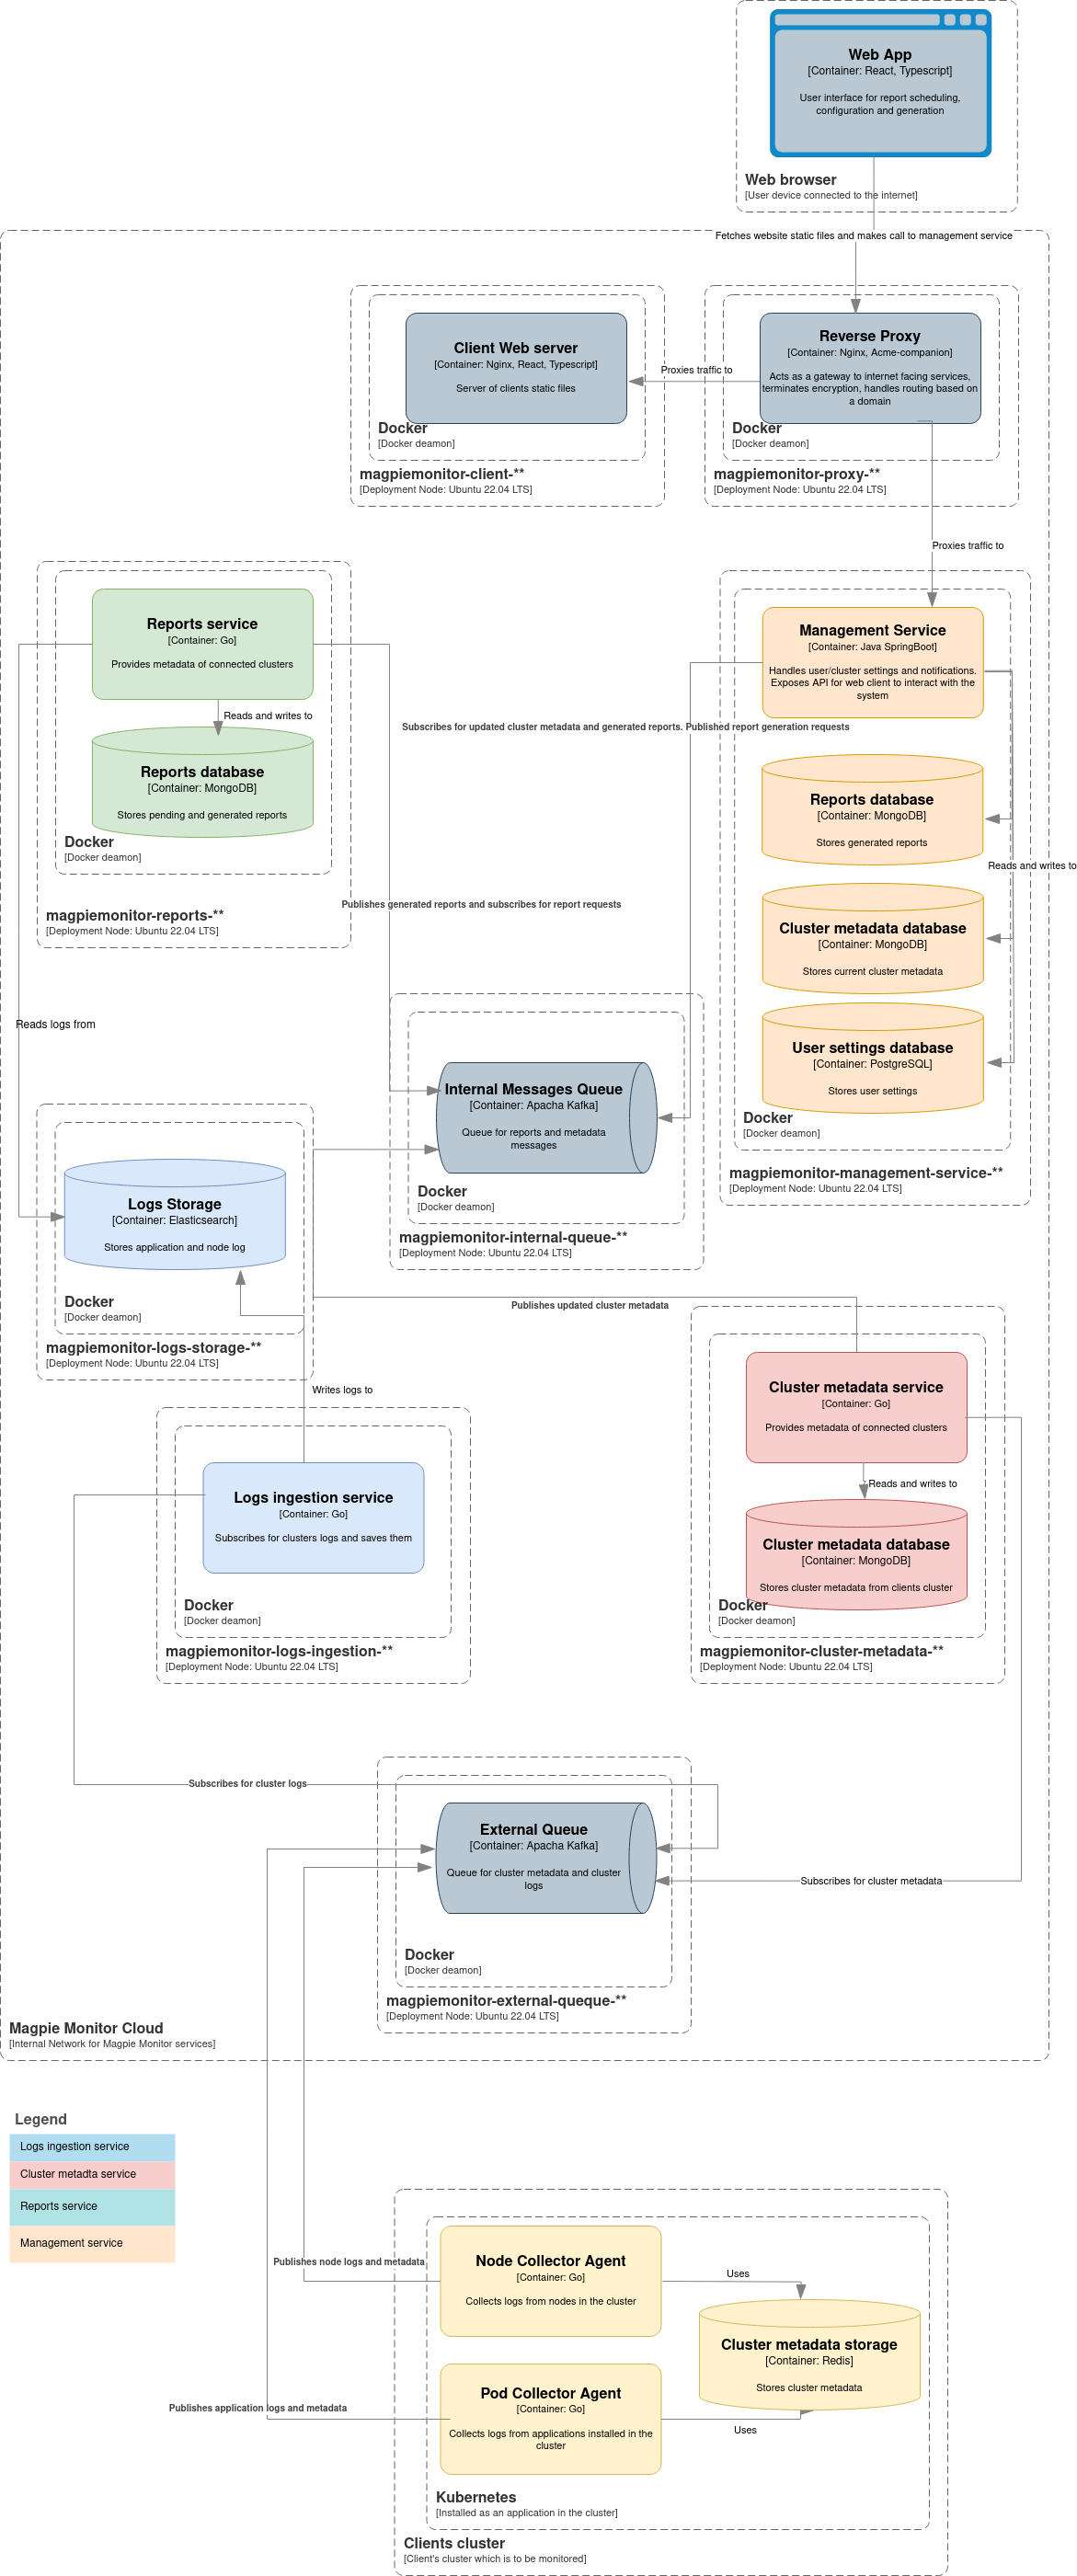 Web App
[Container: React, Typescript]
User interface for report scheduling,
configuration and generation
Web browser
[User device connected to the internet]
Fetches website static files and makes call to management service
Client Web server
[Container: Nginx, React, Typescript]
Server of clients static files
Docker
[Docker deamon]
magpiemonitor-client-**
[Deployment Node: Ubuntu 22.04 LTS]
Proxies traffic to
Reverse Proxy
[Container: Nginx, Acme-companion]
Acts as a gateway to internet facing services,
terminates encryption, handles routing based on
a domain
Docker
[Docker deamon]
magpiemonitor-proxy-**
[Deployment Node: Ubuntu 22.04 LTS]
Proxies traffic to
Reports service
[Container: Go]
Provides metadata of connected clusters
Reads and writes to
Reports database
[Container: MongoDB]
Stores pending and generated reports
Docker
[Docker deamon]
magpiemonitor-reports-**
[Deployment Node: Ubuntu 22.04 LTS]
Management Service
[Container: Java SpringBoot]
Handles user/cluster settings and notifications.
Exposes API for web client to interact with the
system
Subscribes for updated cluster metadata and generated reports. Published report generation requests
Reports database
[Container: MongoDB]
Stores generated reports
Reads and writes to
Cluster metadata database
[Container: MongoDB]
Stores current cluster metadata
User settings database
[Container: PostgreSQL]
Stores user settings
Docker
[Docker deamon]
magpiemonitor-management-service-**
[Deployment Node: Ubuntu 22.04 LTS]
Publishes generated reports and subscribes for report requests
Reads logs from
Internal Messages Queue
[Container: Apacha Kafka]
Queue for reports and metadata
messages
Docker
[Docker deamon]
magpiemonitor-internal-queue-**
[Deployment Node: Ubuntu 22.04 LTS]
Logs Storage
[Container: Elasticsearch]
Stores application and node log
Docker
[Docker deamon]
magpiemonitor-logs-storage-**
[Deployment Node: Ubuntu 22.04 LTS]
Publishes updated cluster metadata
Writes logs to
Cluster metadata service
[Container: Go]
Provides metadata of connected clusters
Reads and writes to
Cluster metadata database
[Container: MongoDB]
Stores cluster metadata from clients cluster
Docker
[Docker deamon]
magpiemonitor-cluster-metadata-**
[Deployment Node: Ubuntu 22.04 LTS]
Logs ingestion service
[Container: Go]
Subscribes for clusters logs and saves them
Docker
[Docker deamon]
magpiemonitor-logs-ingestion-**
[Deployment Node: Ubuntu 22.04 LTS]
Subscribes for cluster logs
External Queue
[Container: Apacha Kafka]
Queue for cluster metadata and cluster
logs
Subscribes for cluster metadata
Docker
[Docker deamon]
magpiemonitor-external-queque-**
[Deployment Node: Ubuntu 22.04 LTS]
Magpie Monitor Cloud
[Internal Network for Magpie Monitor services]
Legend
Logs ingestion service
Cluster metadta service
Reports service
Management service
Publishes node logs and metadata
Node Collector Agent
[Container: Go]
Collects logs from nodes in the cluster
Uses
Cluster metadata storage
[Container: Redis]
Stores cluster metadata
Publishes application logs and metadata
Pod Collector Agent
[Container: Go]
Collects logs from applications installed in the
cluster
Uses
Kubernetes
[Installed as an application in the cluster]
Clients cluster
[Client's cluster which is to be monitored]